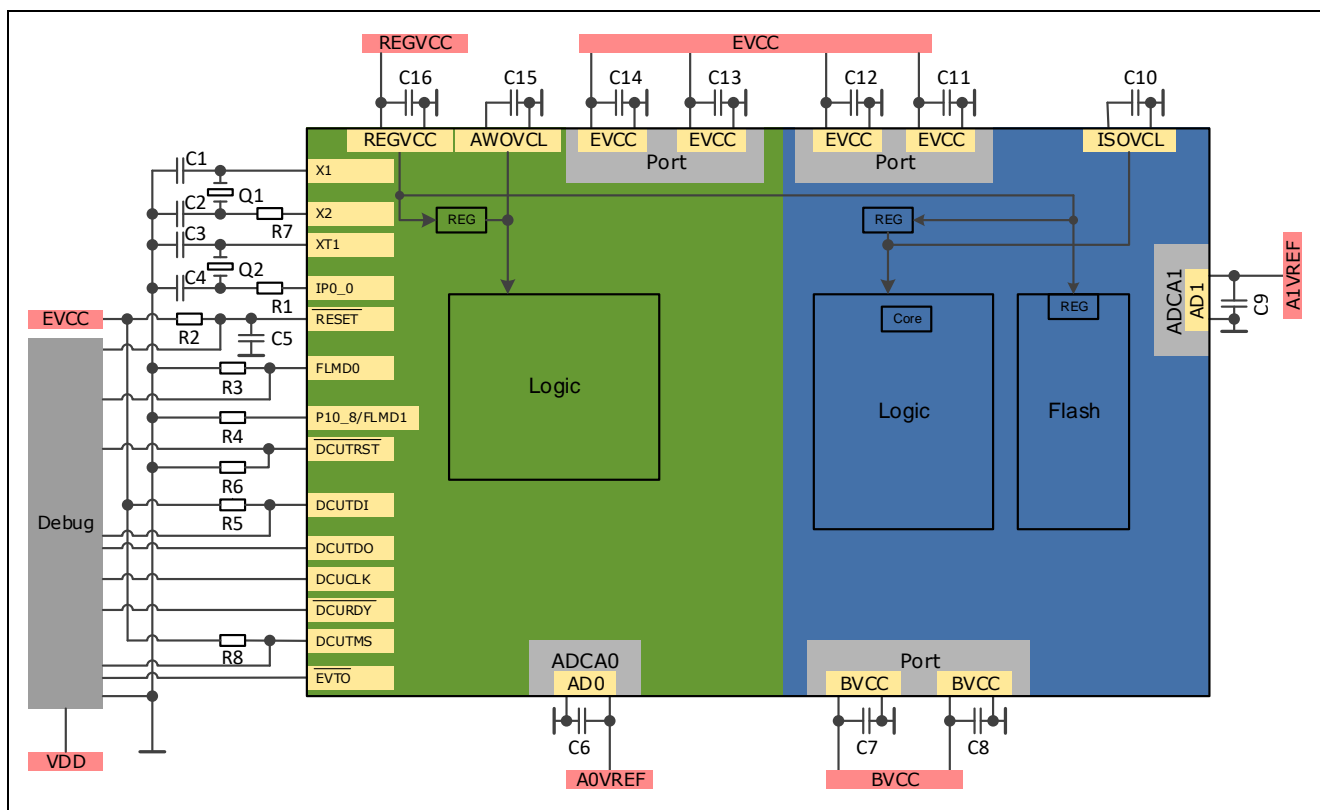 REGVCC
EVCC
C16
C15
C14
C13
C12
C11
C10
REGVCC
AWOVCL
EVCC
EVCC
EVCC
EVCC
ISOVCL
Port
Port
C1
X1
Q1
C2
X2
R7
REG
REG
C3
XT1
Q2
C4
IP0_0
R1
ADCA1
AD1
C9
A1VREF
EVCC
R2
C5
RESET
REG
Core
R3
FLMD0
Logic
Logic
Flash
R4
P10_8/FLMD1
DCUTRST
R6
R5
DCUTDI
Debug
DCUTDO
DCUCLK
DCURDY
R8
DCUTMS
EVTO
ADCA0
AD0
Port
BVCC
BVCC
C6
C7
C8
VDD
A0VREF
BVCC